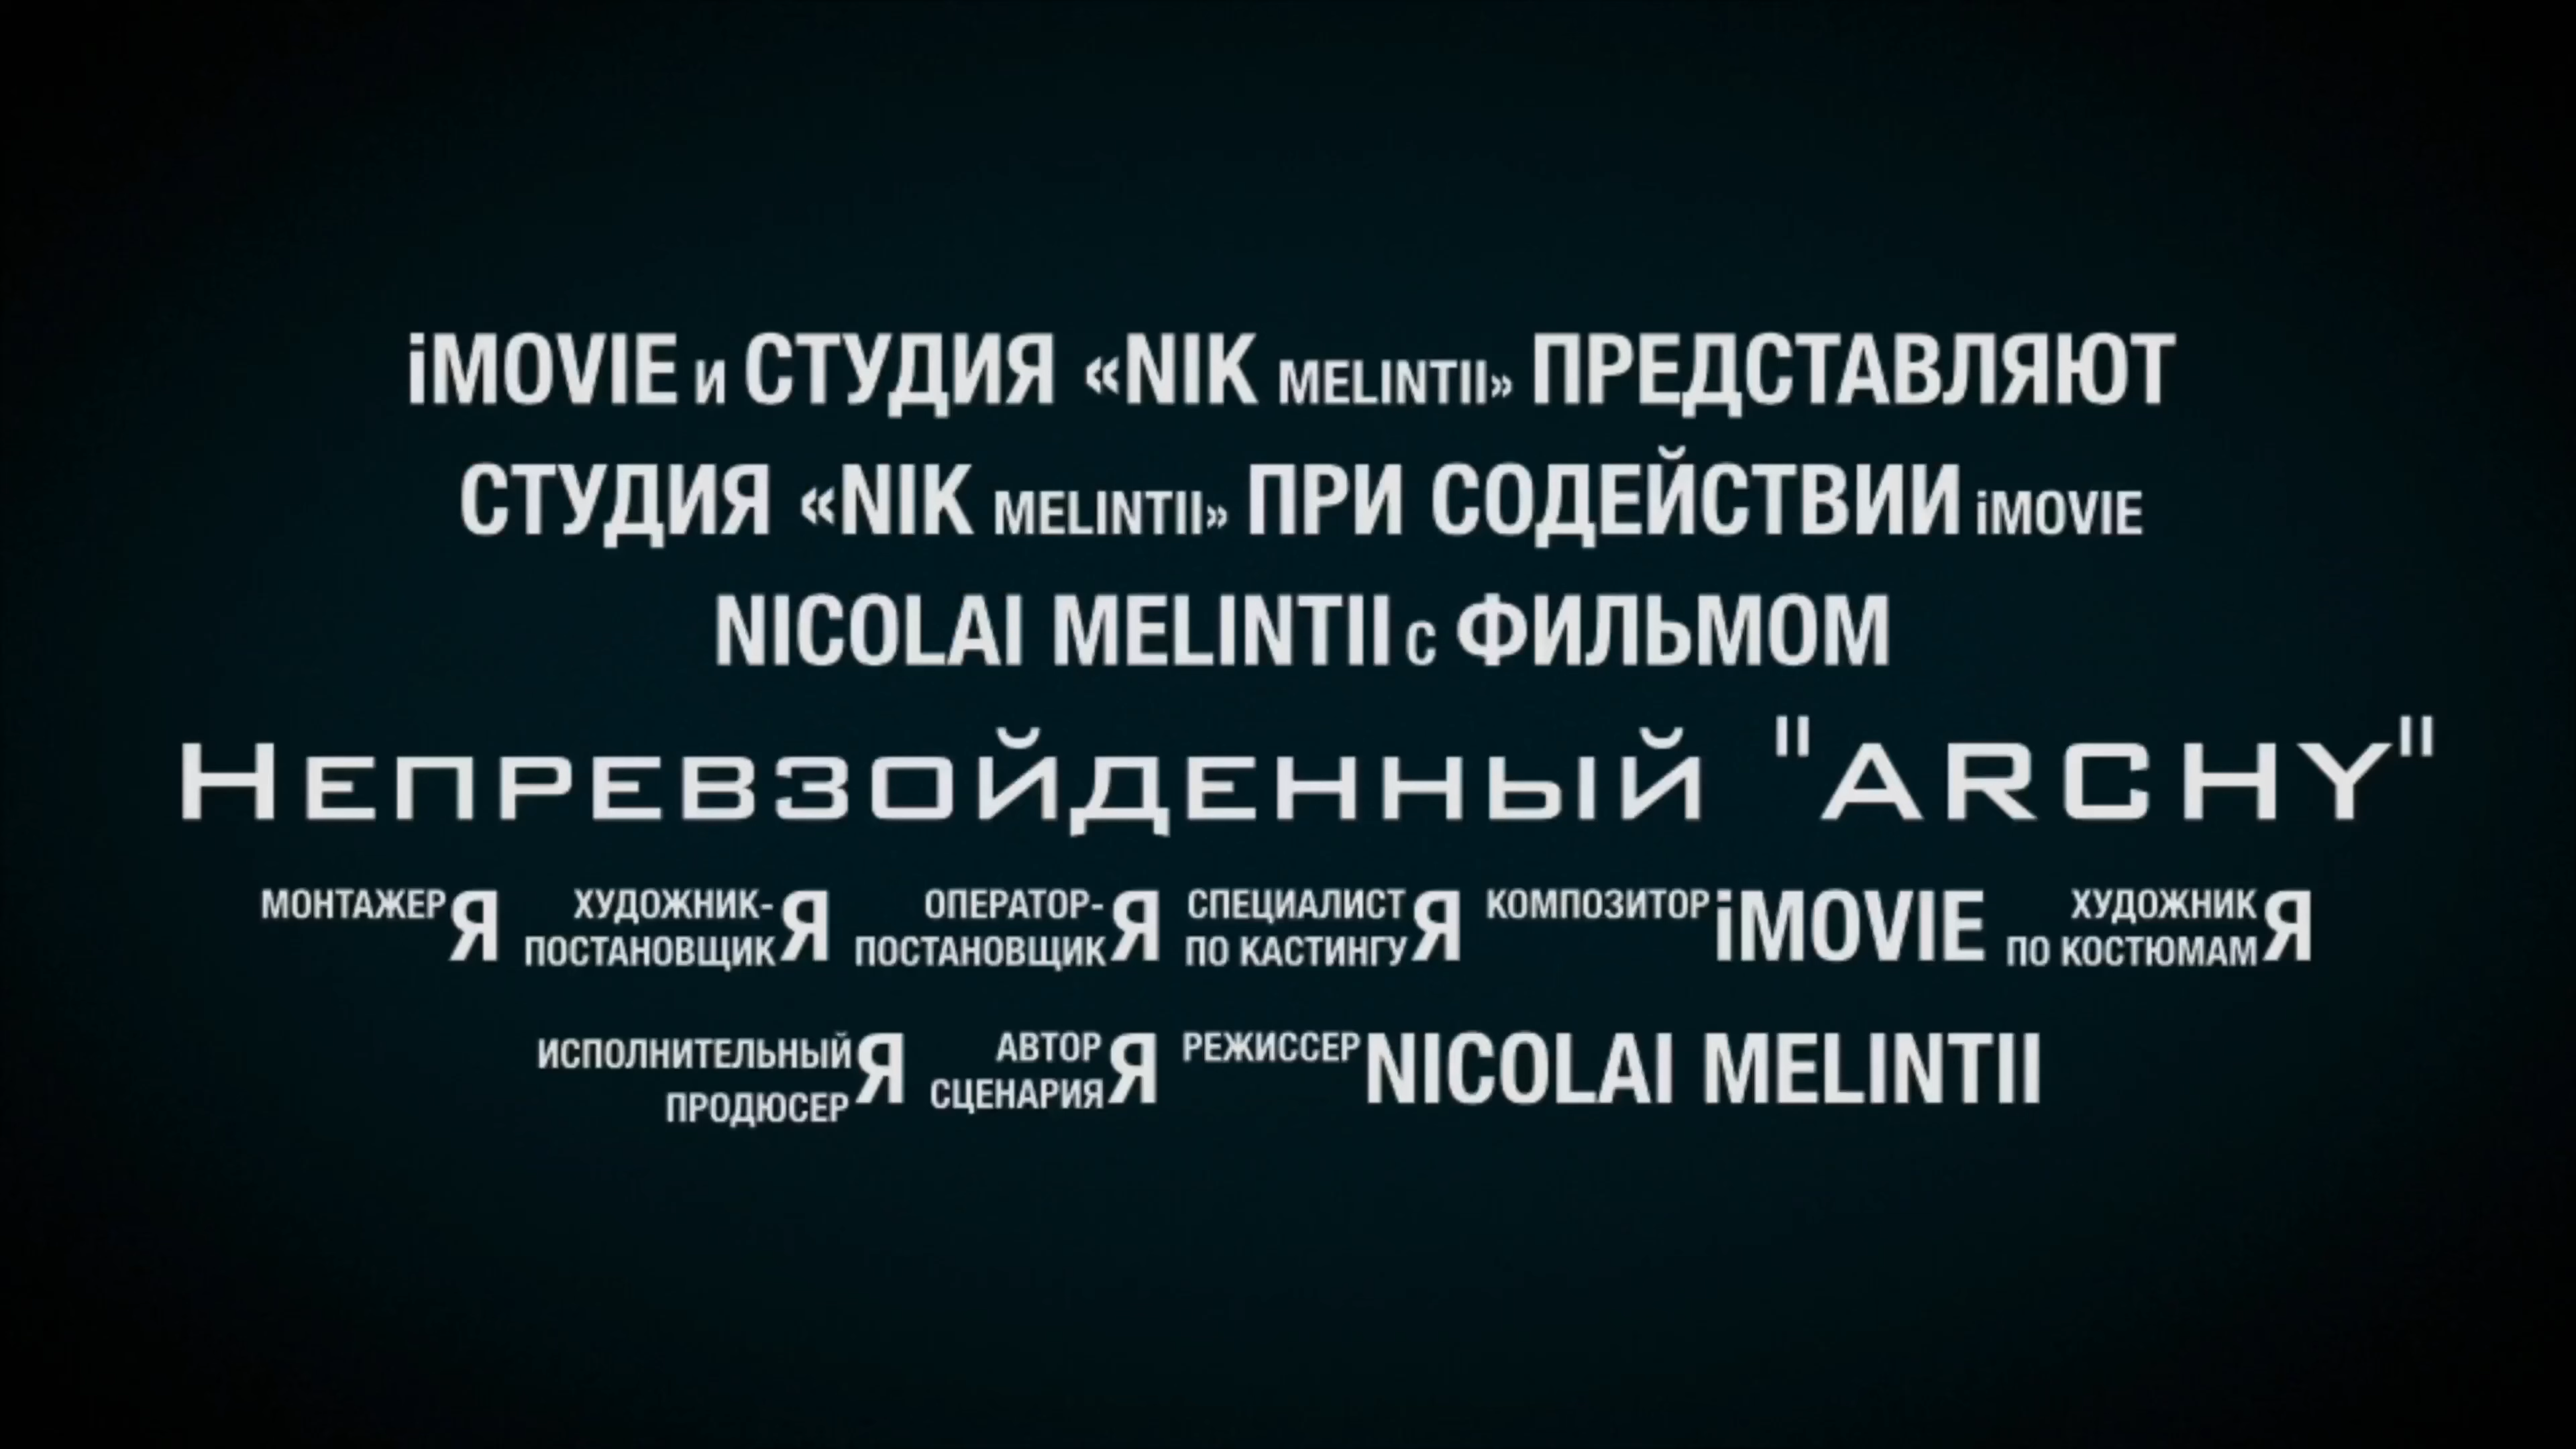 iMOVIE И СТУДИЯ «NIK MELINTII» ПРЕДСТАВЛЯЮТ
СТУДИЯ «NIK MELINTII» ПРИ СОДЕЙСТВИИ iMOVIE
NICOLAI MELINTII С ФИЛЬМОМ
НЕПРЕВЗОЙДЕННЫЙ "ARCHY"
МОНТАЖЕР Я ХУДОЖНИК-ПОСТАНОВЩИК Я ОПЕРАТОР-ПОСТАНОВЩИК Я СПЕЦИАЛИСТ ПО КАСТИНГУ Я КОМПОЗИТОР iMOVIE ХУДОЖНИК ПО КОСТЮМАМ Я
ИСПОЛНИТЕЛЬНЫЙ ПРОДЮСЕР Я АВТОР СЦЕНАРИЯ Я РЕЖИССЕР NICOLAI MELINTII